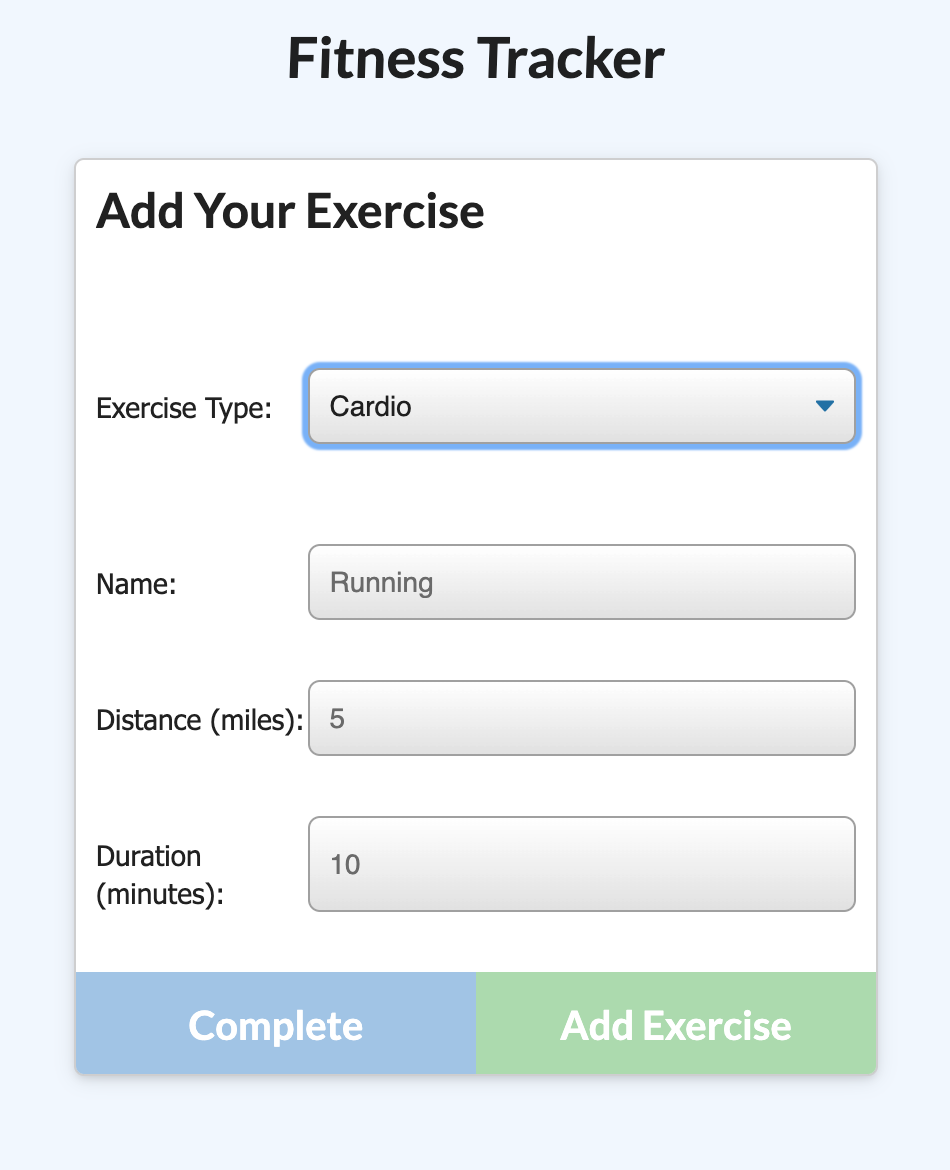 Fitness Tracker
Add Your Exercise
Exercise Type:
Cardio
Name:
Running
Distance (miles):
5
Duration
(minutes):
10
Complete
Add Exercise